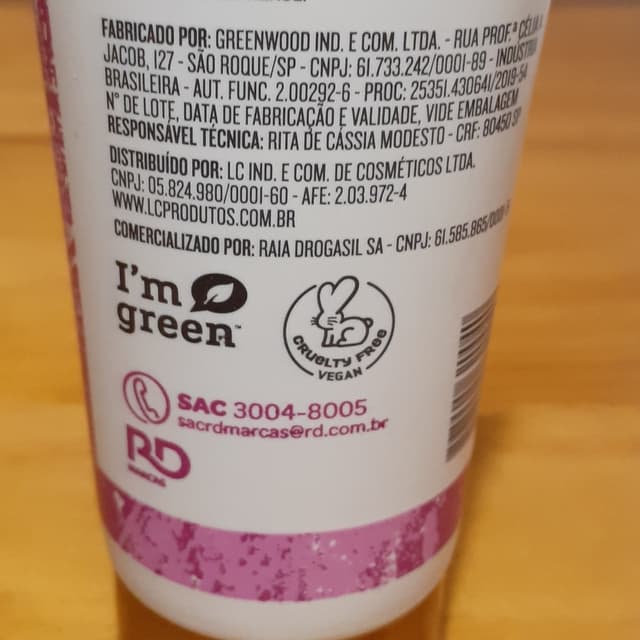 FABRICADO POR: GREENWOOD IND. E COM. LTDA. - RUA PROF.ª CÉLIA
JACOB, 127 - SÃO ROQUE/SP - CNPJ: 61.733.242/0001-89 - INDÚSTRIA
BRASILEIRA - AUT. FUNC. 2.00292-6 - PROC: 25351.430641/2019-54
N° DE LOTE, DATA DE FABRICAÇÃO E VALIDADE, VIDE EMBALAGEM
RESPONSÁVEL TÉCNICA: RITA DE CÁSSIA MODESTO - CRF: 80450 SP
DISTRIBUÍDO POR: LC IND. E COM. DE COSMÉTICOS LTDA.
CNPJ: 05.824.980/0001-60 - AFE: 2.03.972-4
WWW.LCPRODUTOS.COM.BR
COMERCIALIZADO POR: RAIA DROGASIL SA - CNPJ: 61.585.865/0001-
I'm
green™
CRUELTY FREE
VEGAN
SAC 3004-8005
sacrdmarcas@rd.com.br
RD
MARCAS